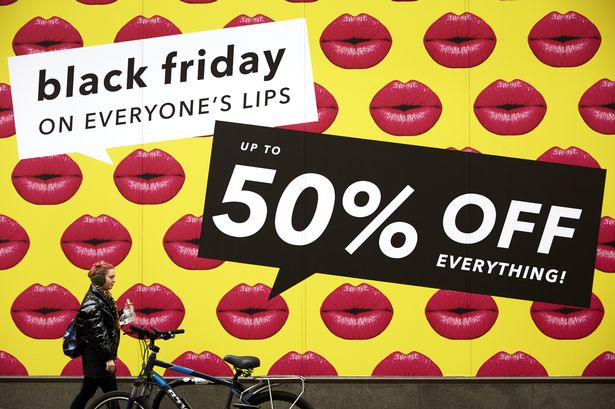 black friday
ON EVERYONE'S LIPS
UP TO
50% OFF
EVERYTHING!